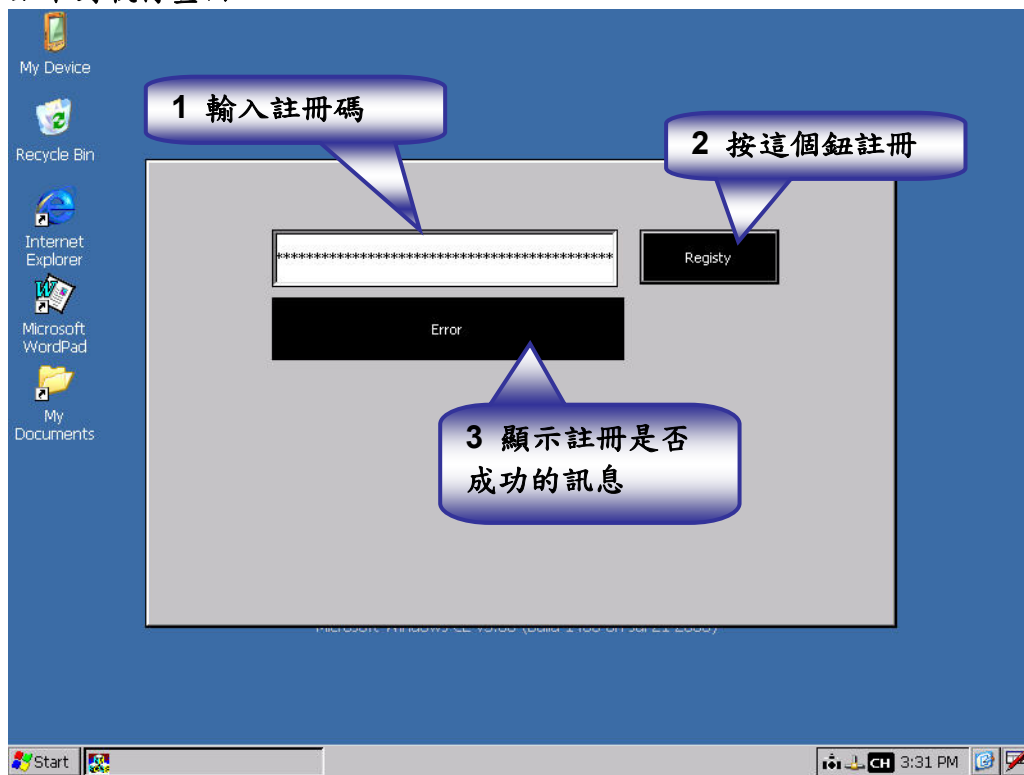 My Device
1 輸入註冊碼
2 按這個鈕註冊
Recycle Bin
Internet
Explorer
************************************************
Registy
Microsoft
WordPad
Error
My
Documents
3 顯示註冊是否
成功的訊息
Start
CH 3:31 PM